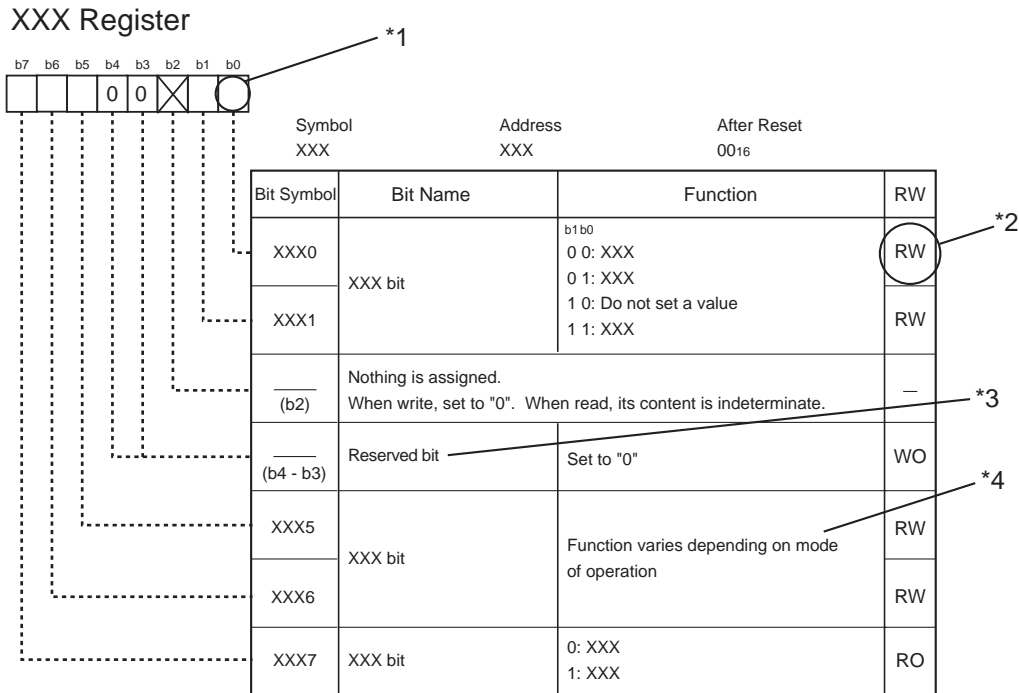 XXX Register
*1
b7 b6 b5 b4 b3 b2 b1 b0
0 0
Symbol Address After Reset
XXX XXX 0016
Bit Symbol Bit Name Function RW
*2
XXX0
XXX bit
b1 b0
0 0: XXX
0 1: XXX
1 0: Do not set a value
1 1: XXX
RW
XXX1
RW
(b2)
Nothing is assigned.
When write, set to "0". When read, its content is indeterminate.
–
*3
(b4 - b3)
Reserved bit
Set to "0"
WO
*4
XXX5
XXX bit
Function varies depending on mode
of operation
RW
XXX6
RW
XXX7
XXX bit
0: XXX
1: XXX
RO